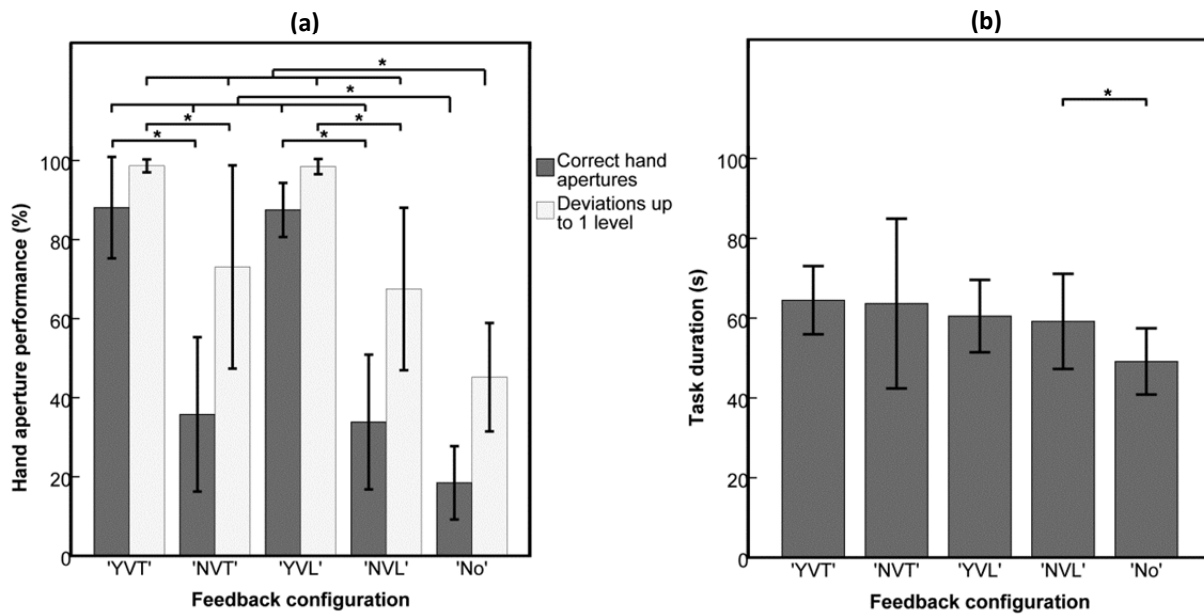 (a)
*
*
*
*
*
*
100
80
60
40
20
0
Hand aperture performance (%)
'YVT' 'NVT' 'YVL' 'NVL' 'No'
Feedback configuration
Correct hand
apertures
Deviations up
to 1 level
(b)
*
100
80
60
40
20
0
Task duration (s)
'YVT' 'NVT' 'YVL' 'NVL' 'No'
Feedback configuration